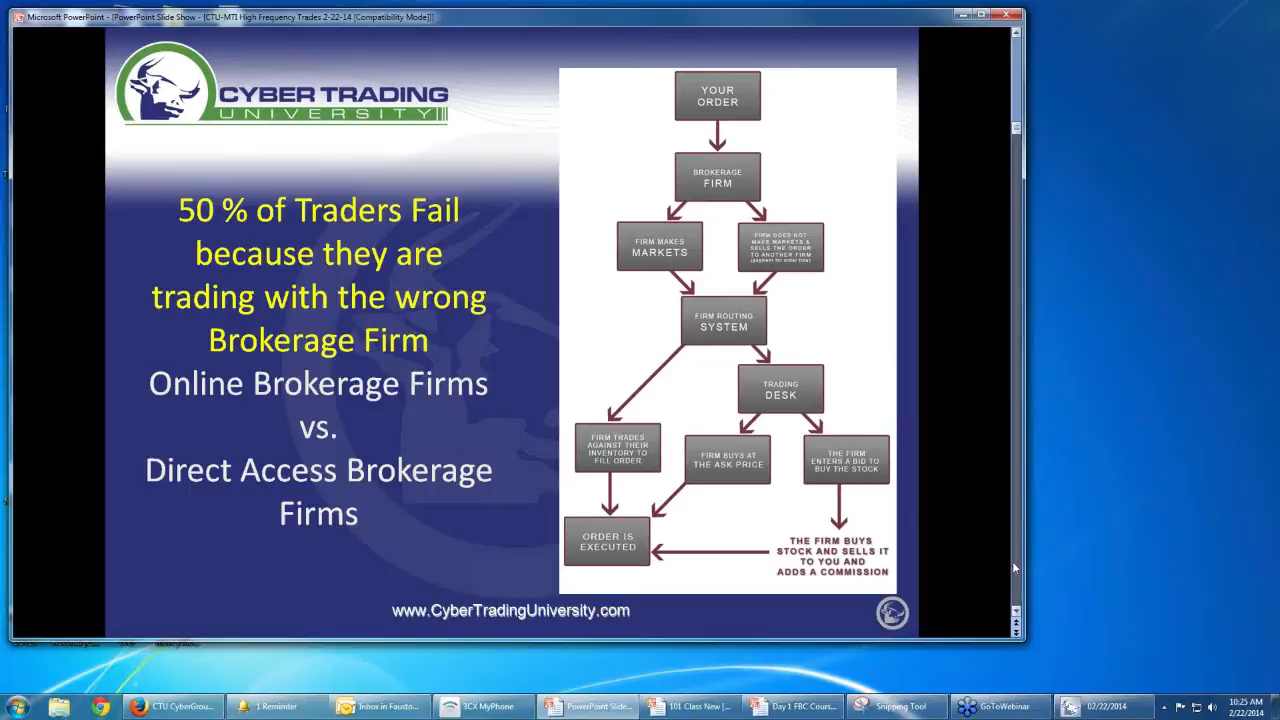 Microsoft PowerPoint - [PowerPoint Slide Show - [CTU-MTI High Frequency Trades 2-22-14 [Compatibility Mode]]
CYBER TRADING
UNIVERSITY
50 % of Traders Fail
because they are
trading with the wrong
Brokerage Firm
Online Brokerage Firms
vs.
Direct Access Brokerage
Firms
YOUR
ORDER
BROKERAGE
FIRM
FIRM MAKES
MARKETS
FIRM DOES NOT
MAKE MARKETS &
SELLS THE ORDER
TO ANOTHER FIRM
(payment for order flow)
FIRM ROUTING
SYSTEM
TRADING
DESK
FIRM TRADES
AGAINST THEIR
INVENTORY TO
FILL ORDER
FIRM BUYS AT
THE ASK PRICE
THE FIRM
ENTERS A BID TO
BUY THE STOCK
ORDER IS
EXECUTED
THE FIRM BUYS
STOCK AND SELLS IT
TO YOU AND
ADDS A COMMISSION
www.CyberTradingUniversity.com
CTU CyberGrou...
1 Reminder
Inbox in Fausto...
3CX MyPhone
PowerPoint Slide...
101 Class New [...
Day 1 FBC Cours...
Snipping Tool
GoToWebinar
02/22/2014
10:25 AM
2/22/2014